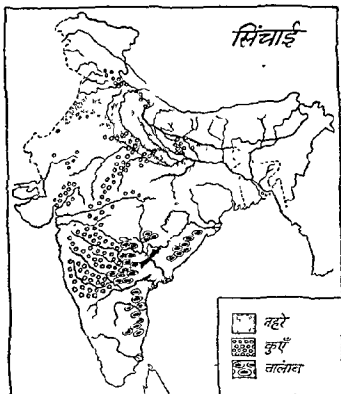 सिंचाई
नहरें
कुएँ
तालाब